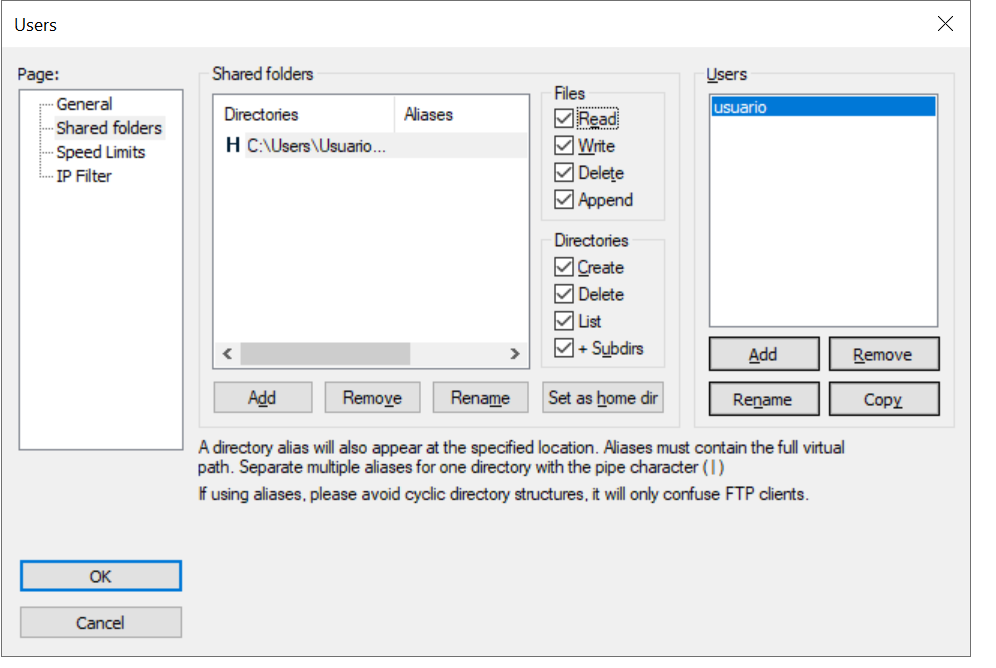 Users
Page:
General
Shared folders
Speed Limits
IP Filter
Shared folders
Directories Aliases
H C:\Users\Usuario...
Files
Read
Write
Delete
Append
Directories
Create
Delete
List
+ Subdirs
Add Remove Rename Set as home dir
Users
usuario
Add Remove
Rename Copy
A directory alias will also appear at the specified location. Aliases must contain the full virtual
path. Separate multiple aliases for one directory with the pipe character (|)
If using aliases, please avoid cyclic directory structures, it will only confuse FTP clients.
OK
Cancel